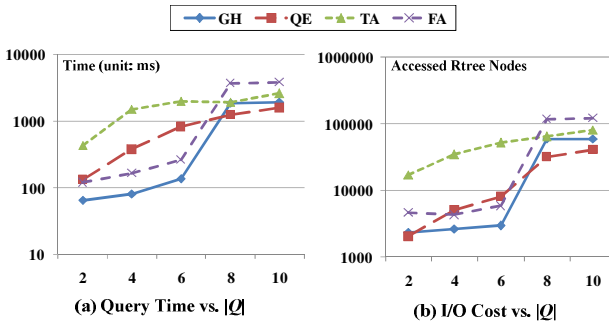 GH QE TA FA
Time (unit: ms)
10000
1000
100
10
2 4 6 8 10
(a) Query Time vs. |Q|
Accessed Rtree Nodes
1000000
100000
10000
1000
2 4 6 8 10
(b) I/O Cost vs. |Q|